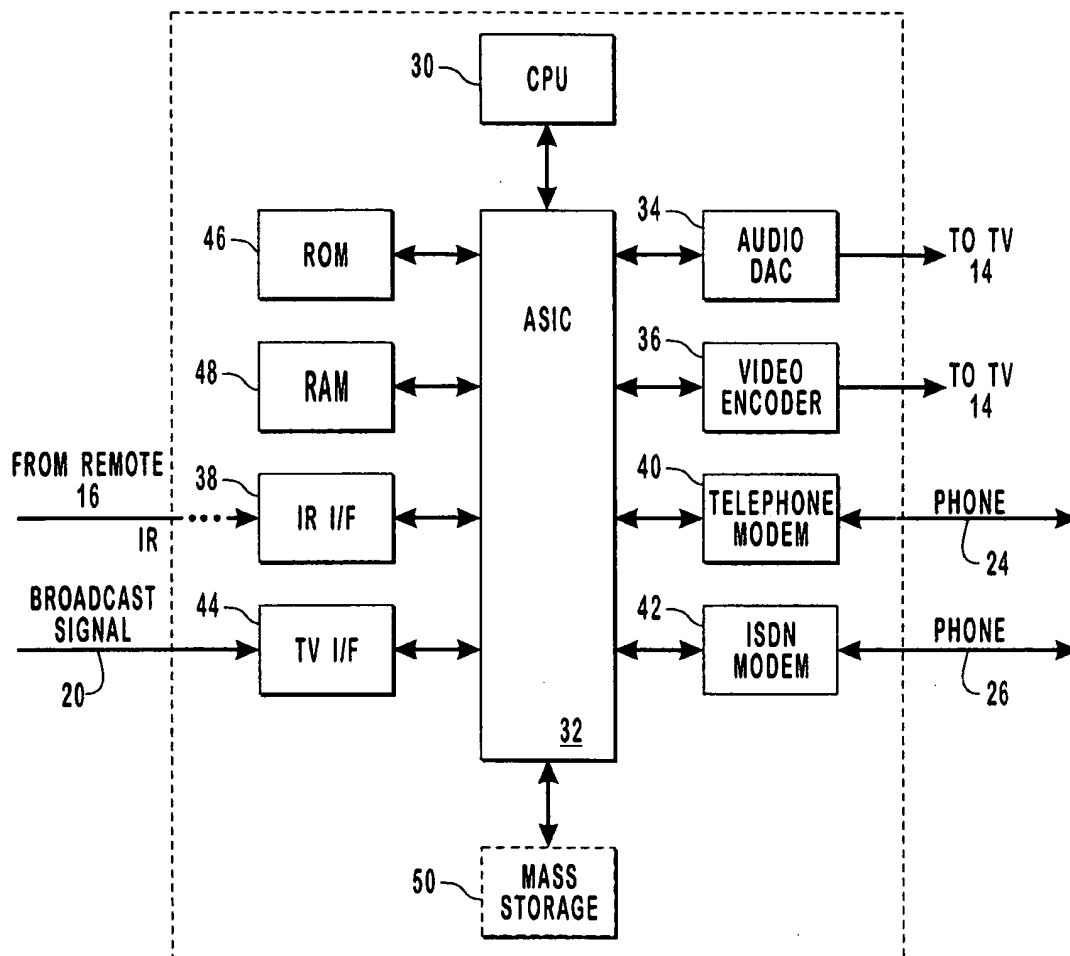 30
CPU
46
ROM
34
AUDIO
DAC
TO TV
14
ASIC
48
RAM
36
VIDEO
ENCODER
TO TV
14
FROM REMOTE
16
IR
38
IR I/F
40
TELEPHONE
MODEM
PHONE
24
BROADCAST
SIGNAL
20
44
TV I/F
42
ISDN
MODEM
PHONE
26
32
50
MASS
STORAGE